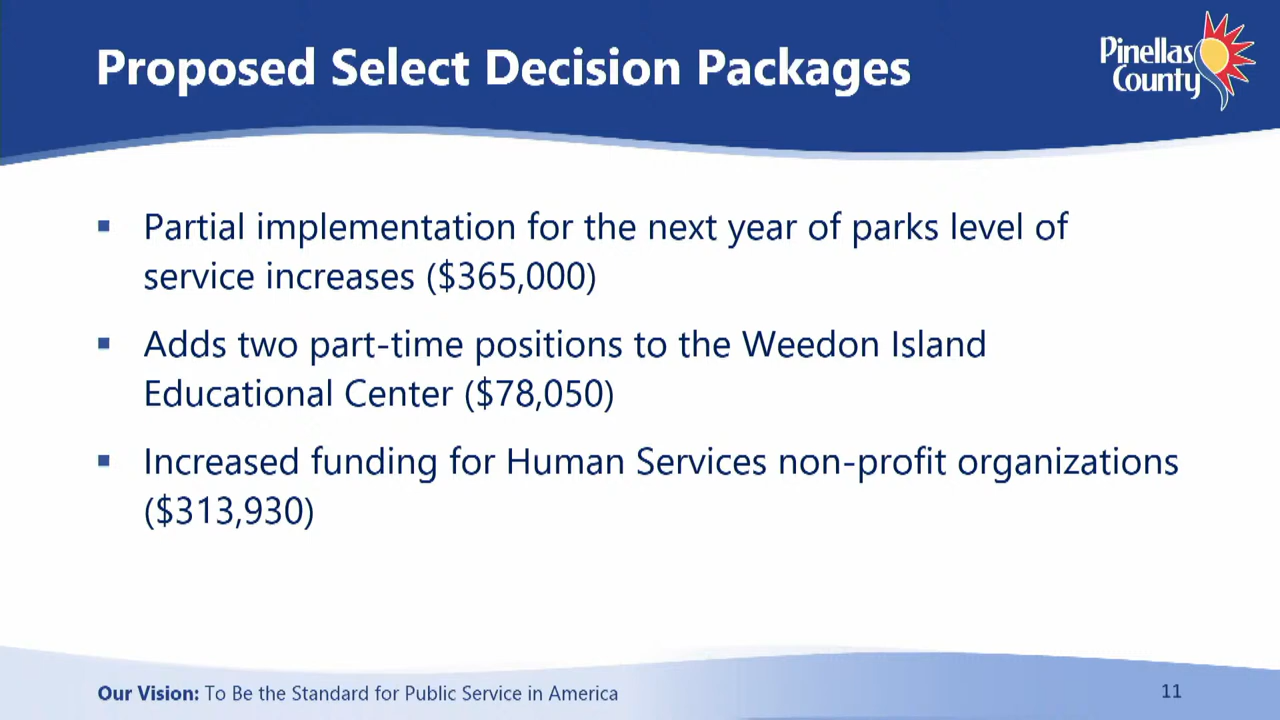 Proposed Select Decision Packages
Pinellas
County
▪ Partial implementation for the next year of parks level of
service increases ($365,000)
▪ Adds two part-time positions to the Weedon Island
Educational Center ($78,050)
▪ Increased funding for Human Services non-profit organizations
($313,930)
Our Vision: To Be the Standard for Public Service in America
11